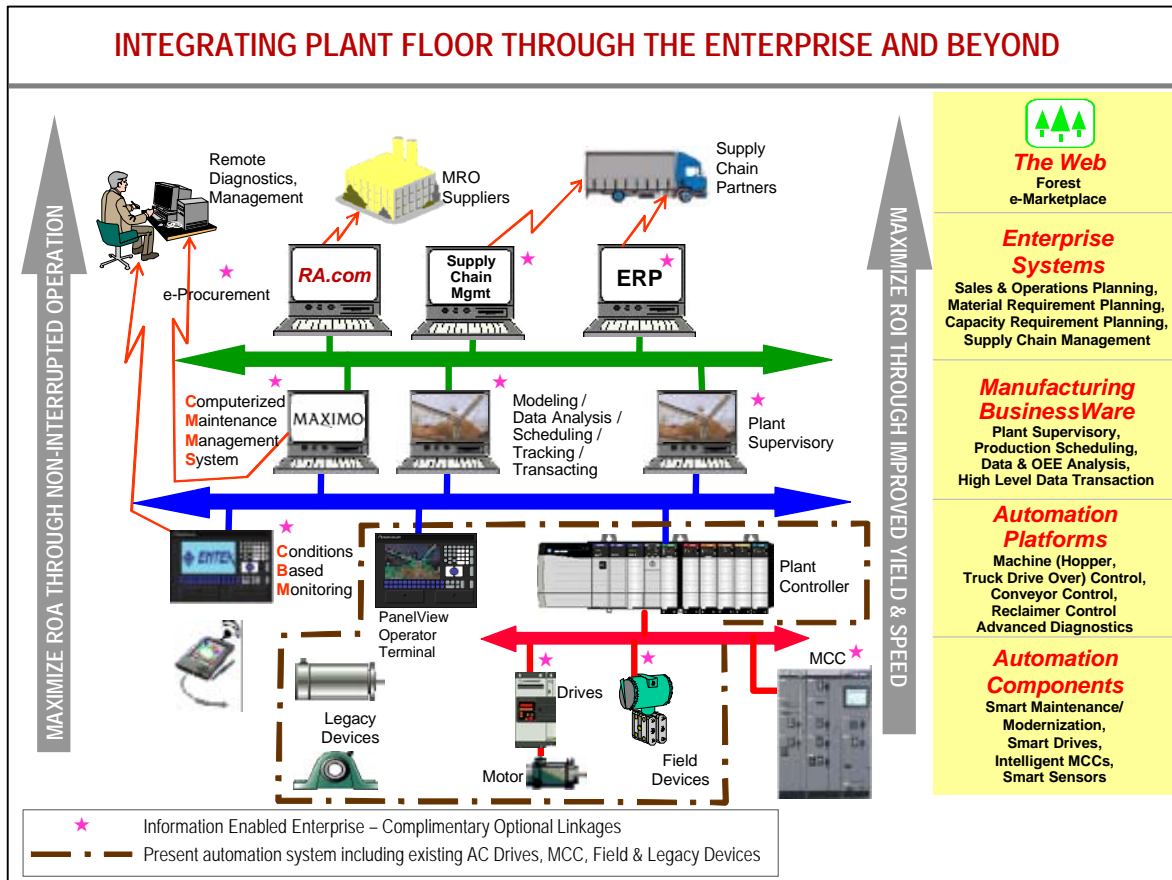 INTEGRATING PLANT FLOOR THROUGH THE ENTERPRISE AND BEYOND
MAXIMIZE ROA THROUGH NON-INTERRUPTED OPERATION
Remote
Diagnostics,
Management
MRO
Suppliers
Supply
Chain
Partners
e-Procurement
RA.com
Supply
Chain
Mgmt
ERP
Computerized
Maintenance
Management
System
MAXIMO
Modeling /
Data Analysis /
Scheduling /
Tracking /
Transacting
Plant
Supervisory
ENTEK
Conditions
Based
Monitoring
PanelView
Operator
Terminal
Plant
Controller
Legacy
Devices
Drives
Motor
Field
Devices
MCC
MAXIMIZE ROI THROUGH IMPROVED YIELD & SPEED
The Web
Forest
e-Marketplace
Enterprise
Systems
Sales & Operations Planning,
Material Requirement Planning,
Capacity Requirement Planning,
Supply Chain Management
Manufacturing
BusinessWare
Plant Supervisory,
Production Scheduling,
Data & OEE Analysis,
High Level Data Transaction
Automation
Platforms
Machine (Hopper,
Truck Drive Over) Control,
Conveyor Control,
Reclaimer Control
Advanced Diagnostics
Automation
Components
Smart Maintenance/
Modernization,
Smart Drives,
Intelligent MCCs,
Smart Sensors
Information Enabled Enterprise – Complimentary Optional Linkages
Present automation system including existing AC Drives, MCC, Field & Legacy Devices